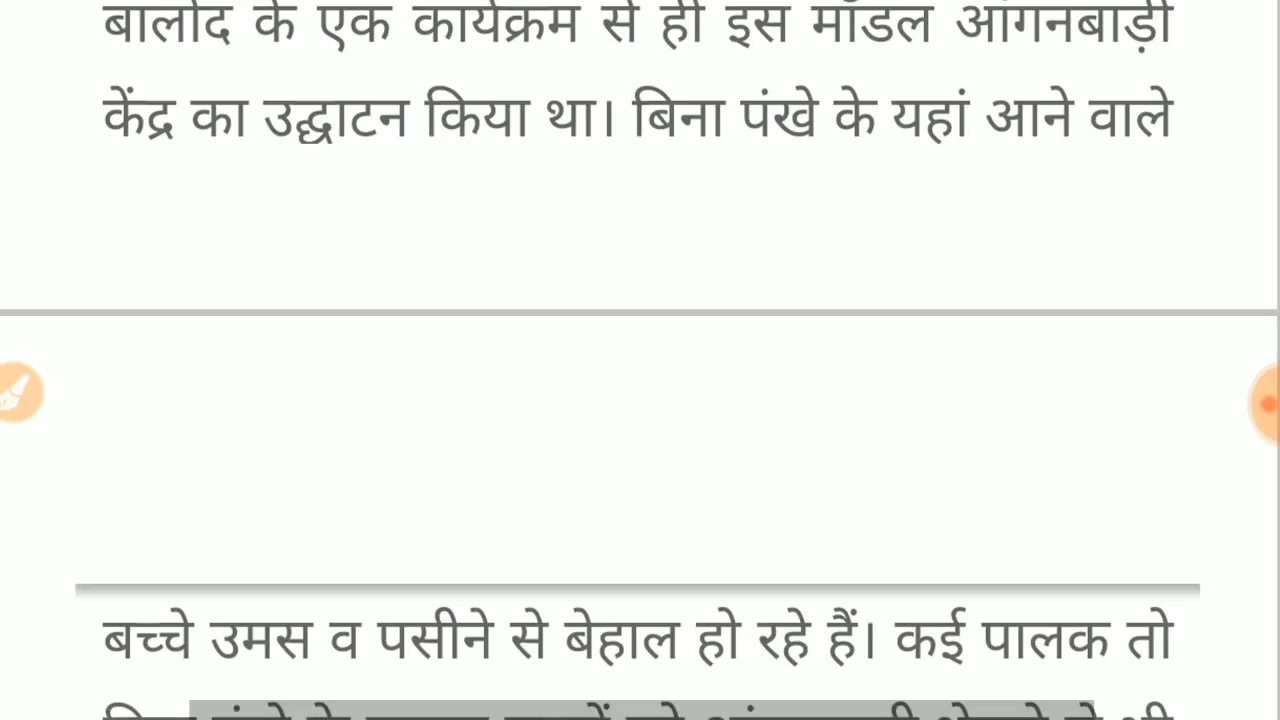 बालोद के एक कार्यक्रम से ही इस मॉडल आंगनबाड़ी
केंद्र का उद्घाटन किया था। बिना पंखे के यहां आने वाले
बच्चे उमस व पसीने से बेहाल हो रहे हैं। कई पालक तो